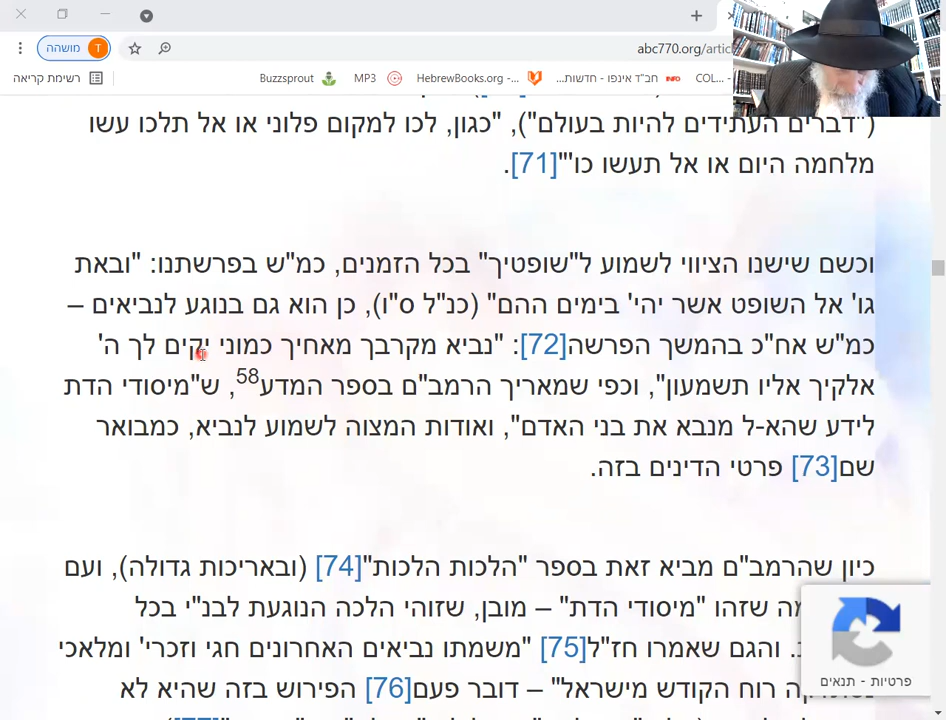 מושהה
T
abc770.org/artic
רשימת קריאה
Buzzsprout
MP3
HebrewBooks.org -...
חב"ד אינפו - חדשות...
COL... -
("דברים העתידים להיות בעולם"), "כגון, לכו למקום פלוני או אל תלכו עשו
מלחמה היום או אל תעשו כו'"[71].
וכשם שישנו הציווי לשמוע ל"שופטיך" בכל הזמנים, כמ"ש בפרשתנו: "ובאת
גו' אל השופט אשר יהי' בימים ההם" (כנ"ל ס"ו), כן הוא גם בנוגע לנביאים –
כמ"ש אח"כ בהמשך הפרשה[72]: "נביא מקרבך מאחיך כמוני יקים לך ה'
אלקיך אליו תשמעון", וכפי שמאריך הרמב"ם בספר המדע58, ש"מיסודי הדת
לידע שהא-ל מנבא את בני האדם", ואודות המצוה לשמוע לנביא, כמבואר
שם[73] פרטי הדינים בזה.
כיון שהרמב"ם מביא זאת בספר "הלכות הלכות"[74] (ובאריכות גדולה), ועם
מה שזהו "מיסודי הדת" – מובן, שזוהי הלכה הנוגעת לבנ"י בכל
והגם שאמרו חז"ל[75] "משמתו נביאים האחרונים חגי וזכרי' ומלאכי
רוח הקודש מישראל" – דובר פעם[76] הפירוש בזה שהיא לא
פרטיות - תנאים